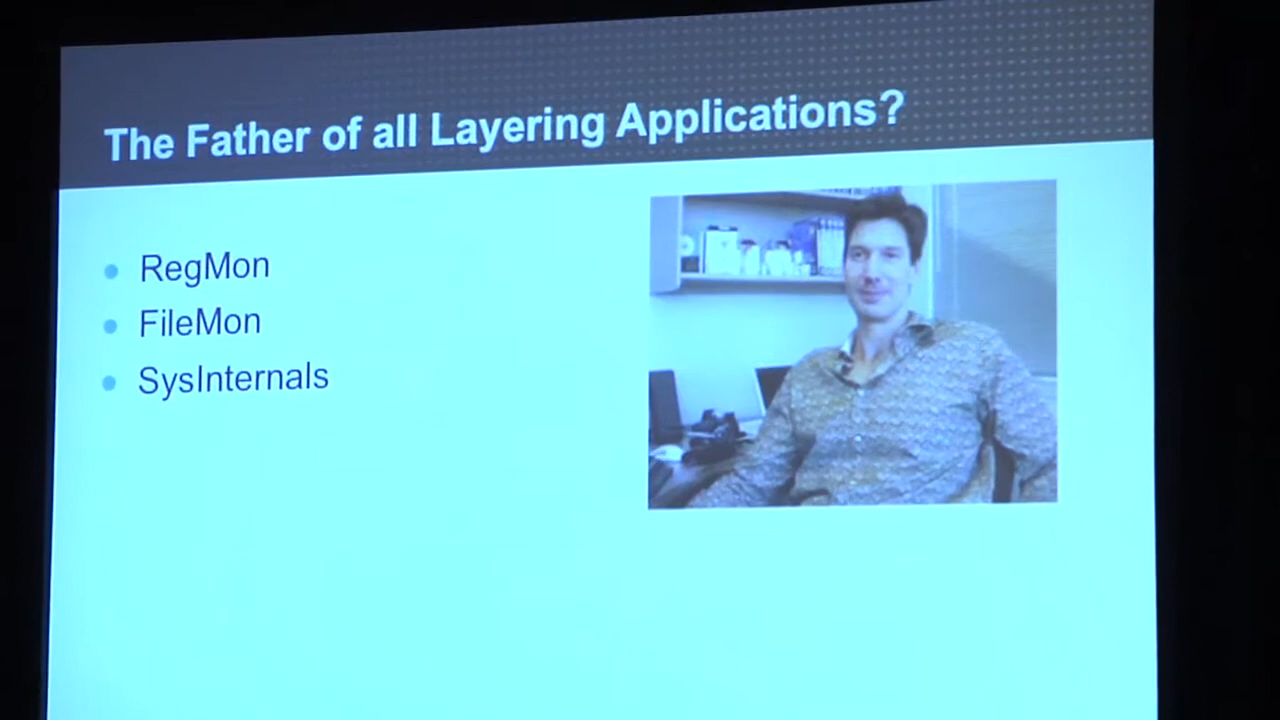 The Father of all Layering Applications?
RegMon
FileMon
SysInternals